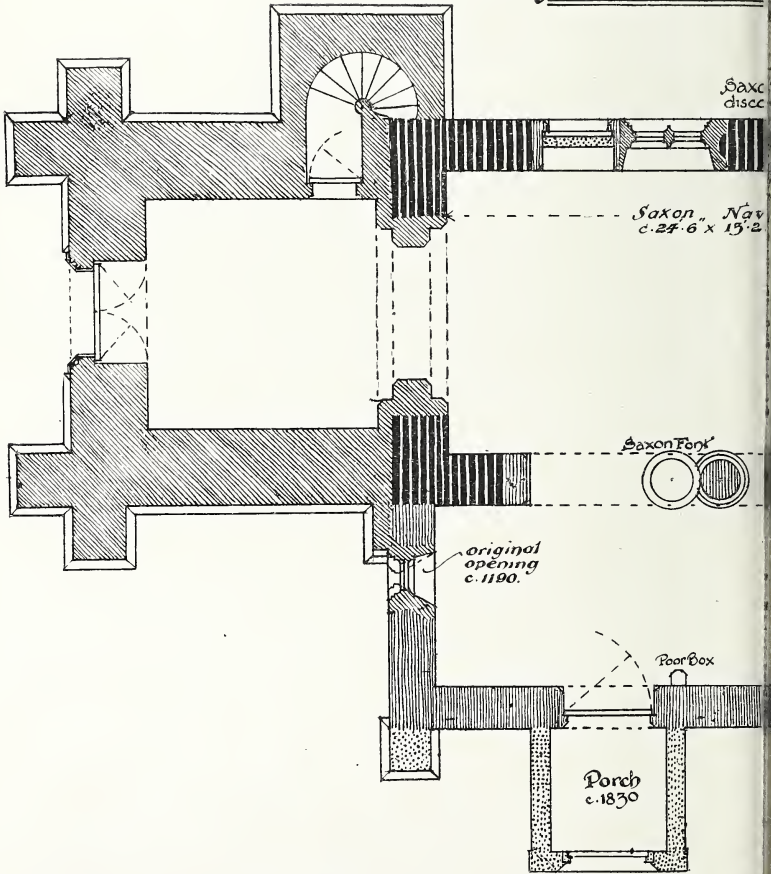 Saxon „ Nav
c. 24·6 x 15·2
Saxon Font
original
opening
c. 1190.
Poor Box
Porch
c. 1830